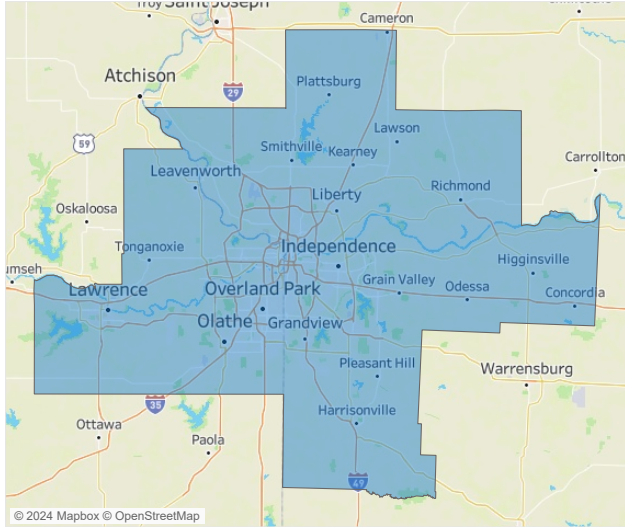 Troy
Saint Joseph
Cameron
Atchison
29
Plattsburg
59
Lawson
Smithville
Kearney
Carrollton
Leavenworth
Richmond
Liberty
Oskaloosa
Tonganoxie
Independence
Higginsville
umseh
Lawrence
Overland Park
Grain Valley
Odessa
Concordia
Olathe
Grandview
Pleasant Hill
Warrensburg
35
Harrisonville
Ottawa
Paola
49
© 2024 Mapbox © OpenStreetMap